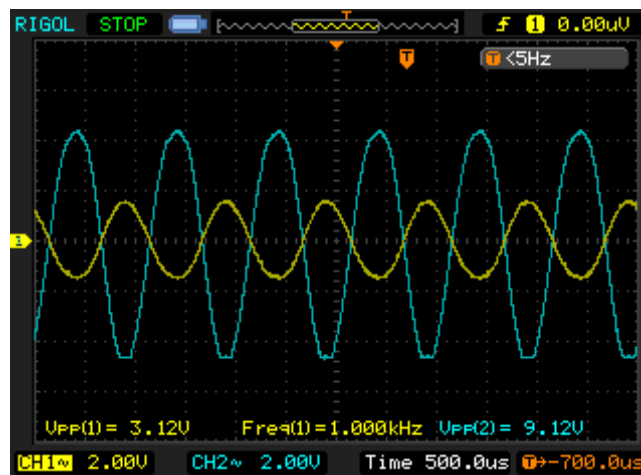 RIGOL STOP T 1 0.00uV
T T <5Hz
1
Vpp(1)= 3.12V Freq(1)=1.000kHz Vpp(2)= 9.12V
CH1~ 2.00V CH2~ 2.00V Time 500.0us T→-700.0u